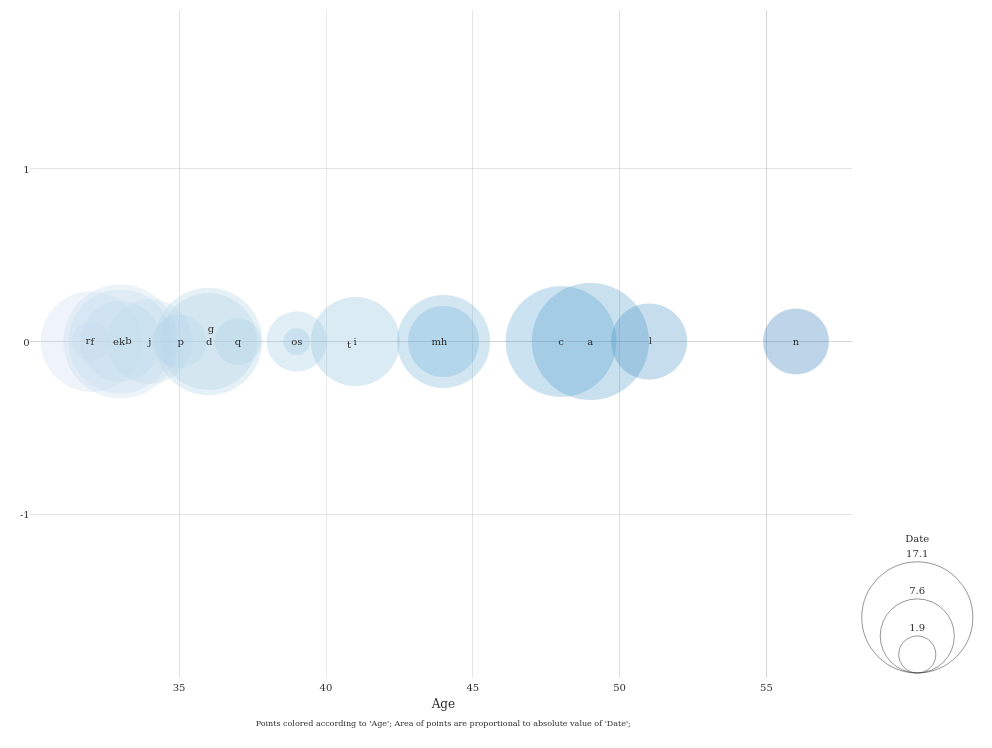 1
g
r f e k b j p d q o s t i m h c a l n
0
-1
Date
17.1
7.6
1.9
35 40 45 50 55
Age
Points colored according to 'Age'; Area of points are proportional to absolute value of 'Date';